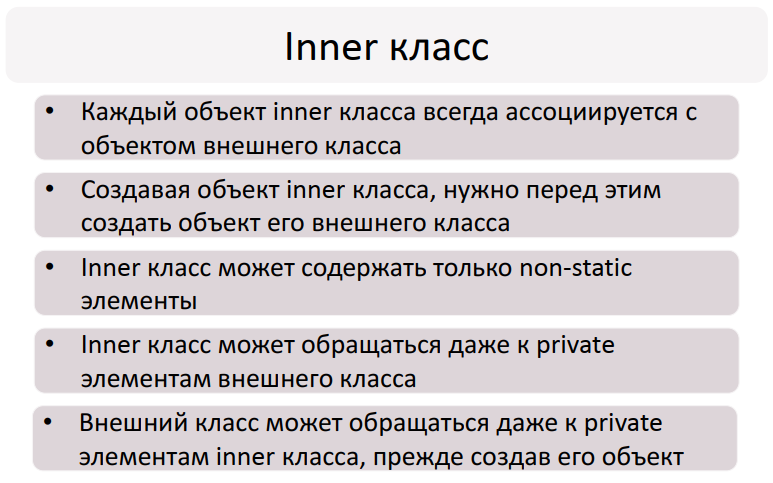 Inner класс
• Каждый объект inner класса всегда ассоциируется с
объектом внешнего класса
• Создавая объект inner класса, нужно перед этим
создать объект его внешнего класса
• Inner класс может содержать только non-static
элементы
• Inner класс может обращаться даже к private
элементам внешнего класса
• Внешний класс может обращаться даже к private
элементам inner класса, прежде создав его объект